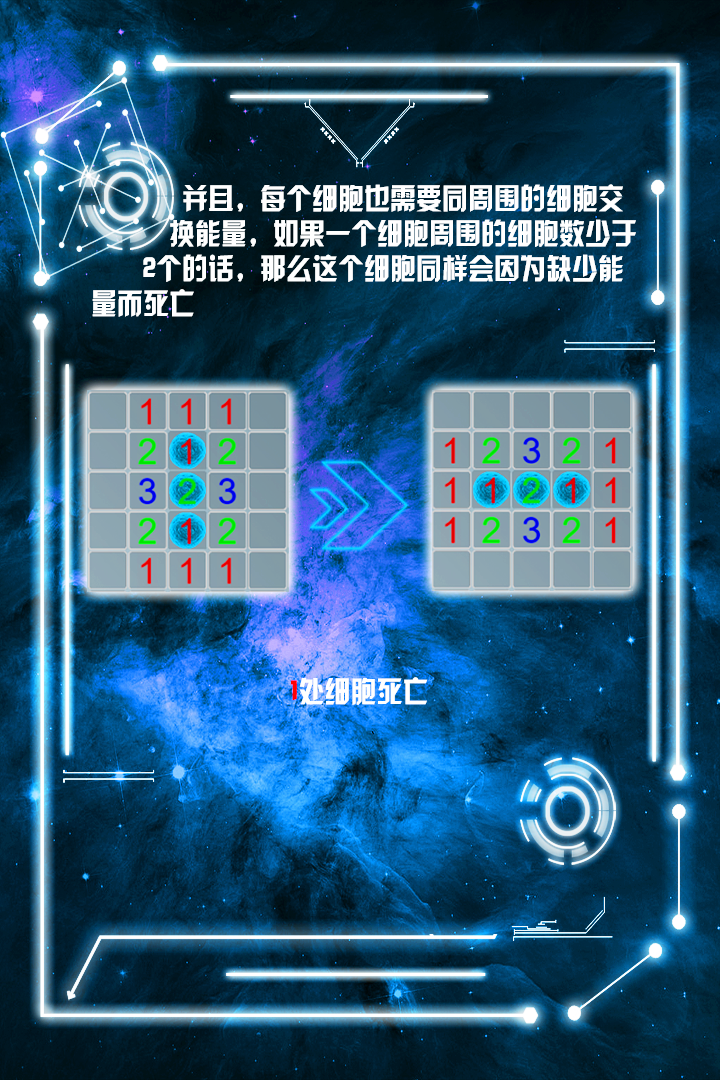 并且，每个细胞也需要同周围的细胞交
换能量，如果一个细胞周围的细胞数少于
2个的话，那么这个细胞同样会因为缺少能
量而死亡
1 1 1
2 1 2 1 2 3 2 1
3 2 3 1 1 2 1 1
2 1 2 1 2 3 2 1
1 1 1
1处细胞死亡